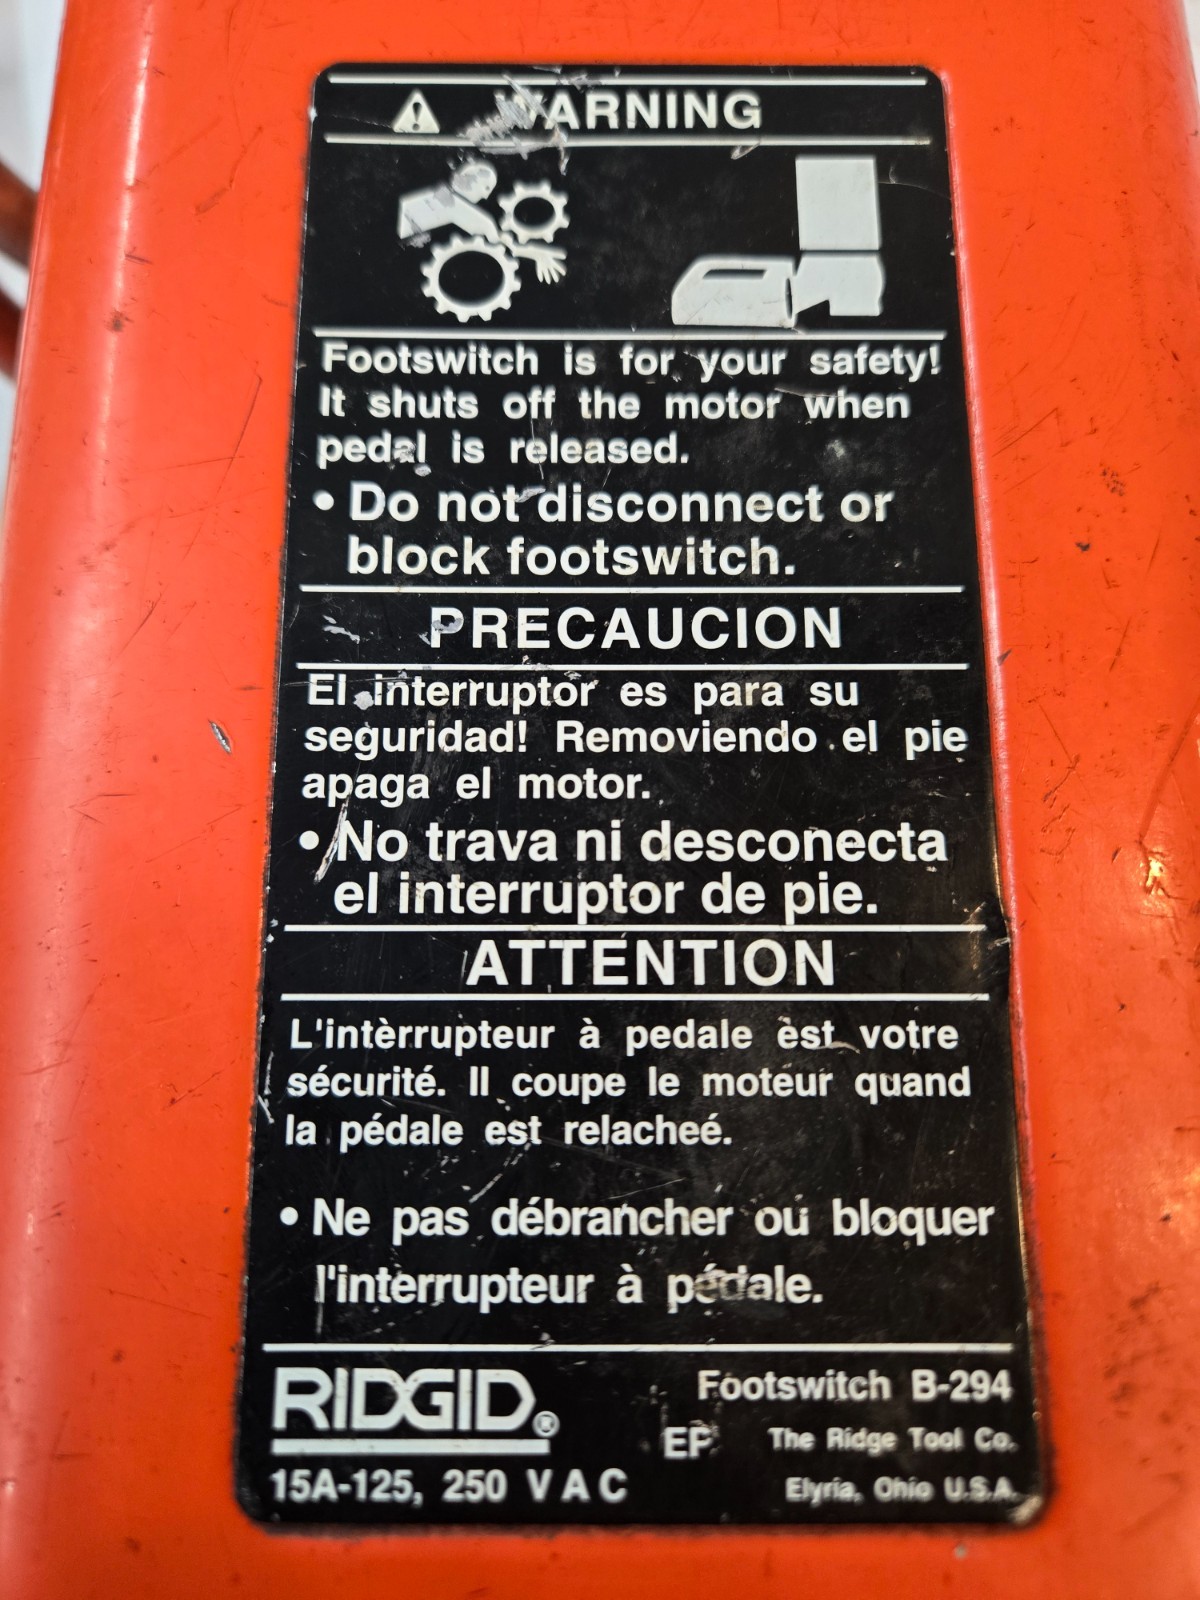 WARNING
Footswitch is for your safety!
It shuts off the motor when
pedal is released.
• Do not disconnect or
block footswitch.
PRECAUCION
El interruptor es para su
seguridad! Removiendo el pie
apaga el motor.
• No trava ni desconecta
el interruptor de pie.
ATTENTION
L'intèrrupteur à pedale èst votre
sécurité. Il coupe le moteur quand
la pédale est relacheé.
• Ne pas débrancher ou bloquer
l'interrupteur à pédale.
RIDGID®
Footswitch B-294
EP
The Ridge Tool Co.
15A-125, 250 VAC
Elyria, Ohio U.S.A.